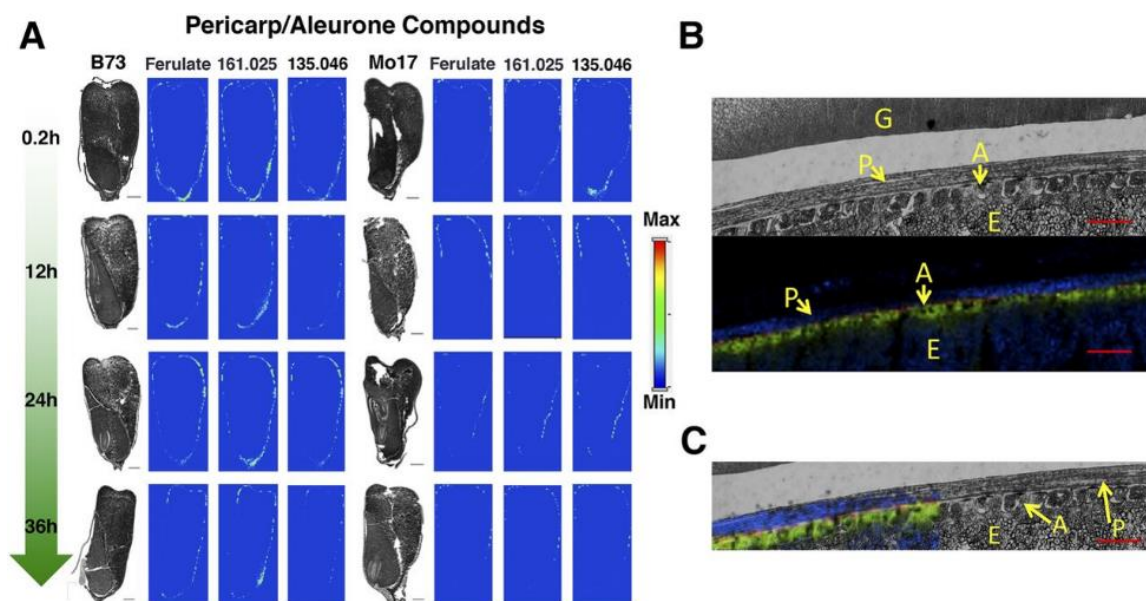 A
Pericarp/Aleurone Compounds
B73 Ferulate 161.025 135.046 Mo17 Ferulate 161.025 135.046
0.2h
12h
24h
36h
Max
Min
B
G
P
A
E
P
A
E
C
E
A
P